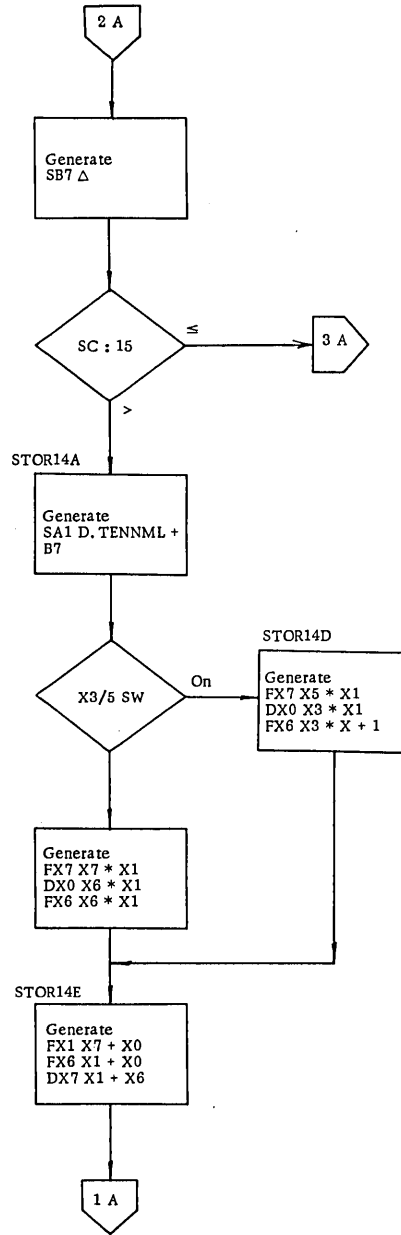 2 A
Generate
SB7 △
SC : 15
≤
3 A
>
STOR14A
Generate
SA1 D. TENNML +
B7
X3/5 SW
On
STOR14D
Generate
FX7 X5 * X1
DX0 X3 * X1
FX6 X3 * X + 1
Generate
FX7 X7 * X1
DX0 X6 * X1
FX6 X6 * X1
STOR14E
Generate
FX1 X7 + X0
FX6 X1 + X0
DX7 X1 + X6
1 A